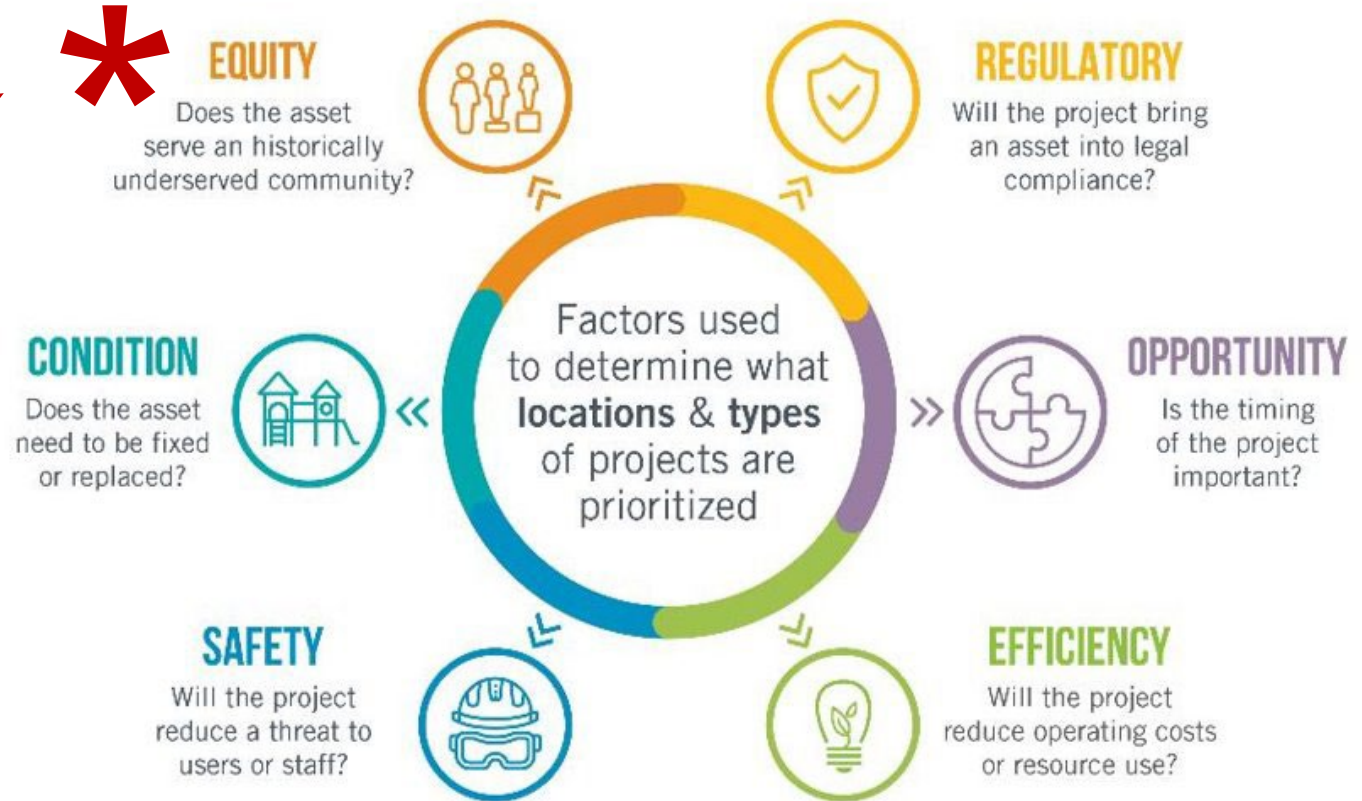 *
EQUITY
Does the asset
serve an historically
underserved community?
REGULATORY
Will the project bring
an asset into legal
compliance?
CONDITION
Does the asset
need to be fixed
or replaced?
Factors used
to determine what
locations & types
of projects are
prioritized
OPPORTUNITY
Is the timing
of the project
important?
SAFETY
Will the project
reduce a threat to
users or staff?
EFFICIENCY
Will the project
reduce operating costs
or resource use?